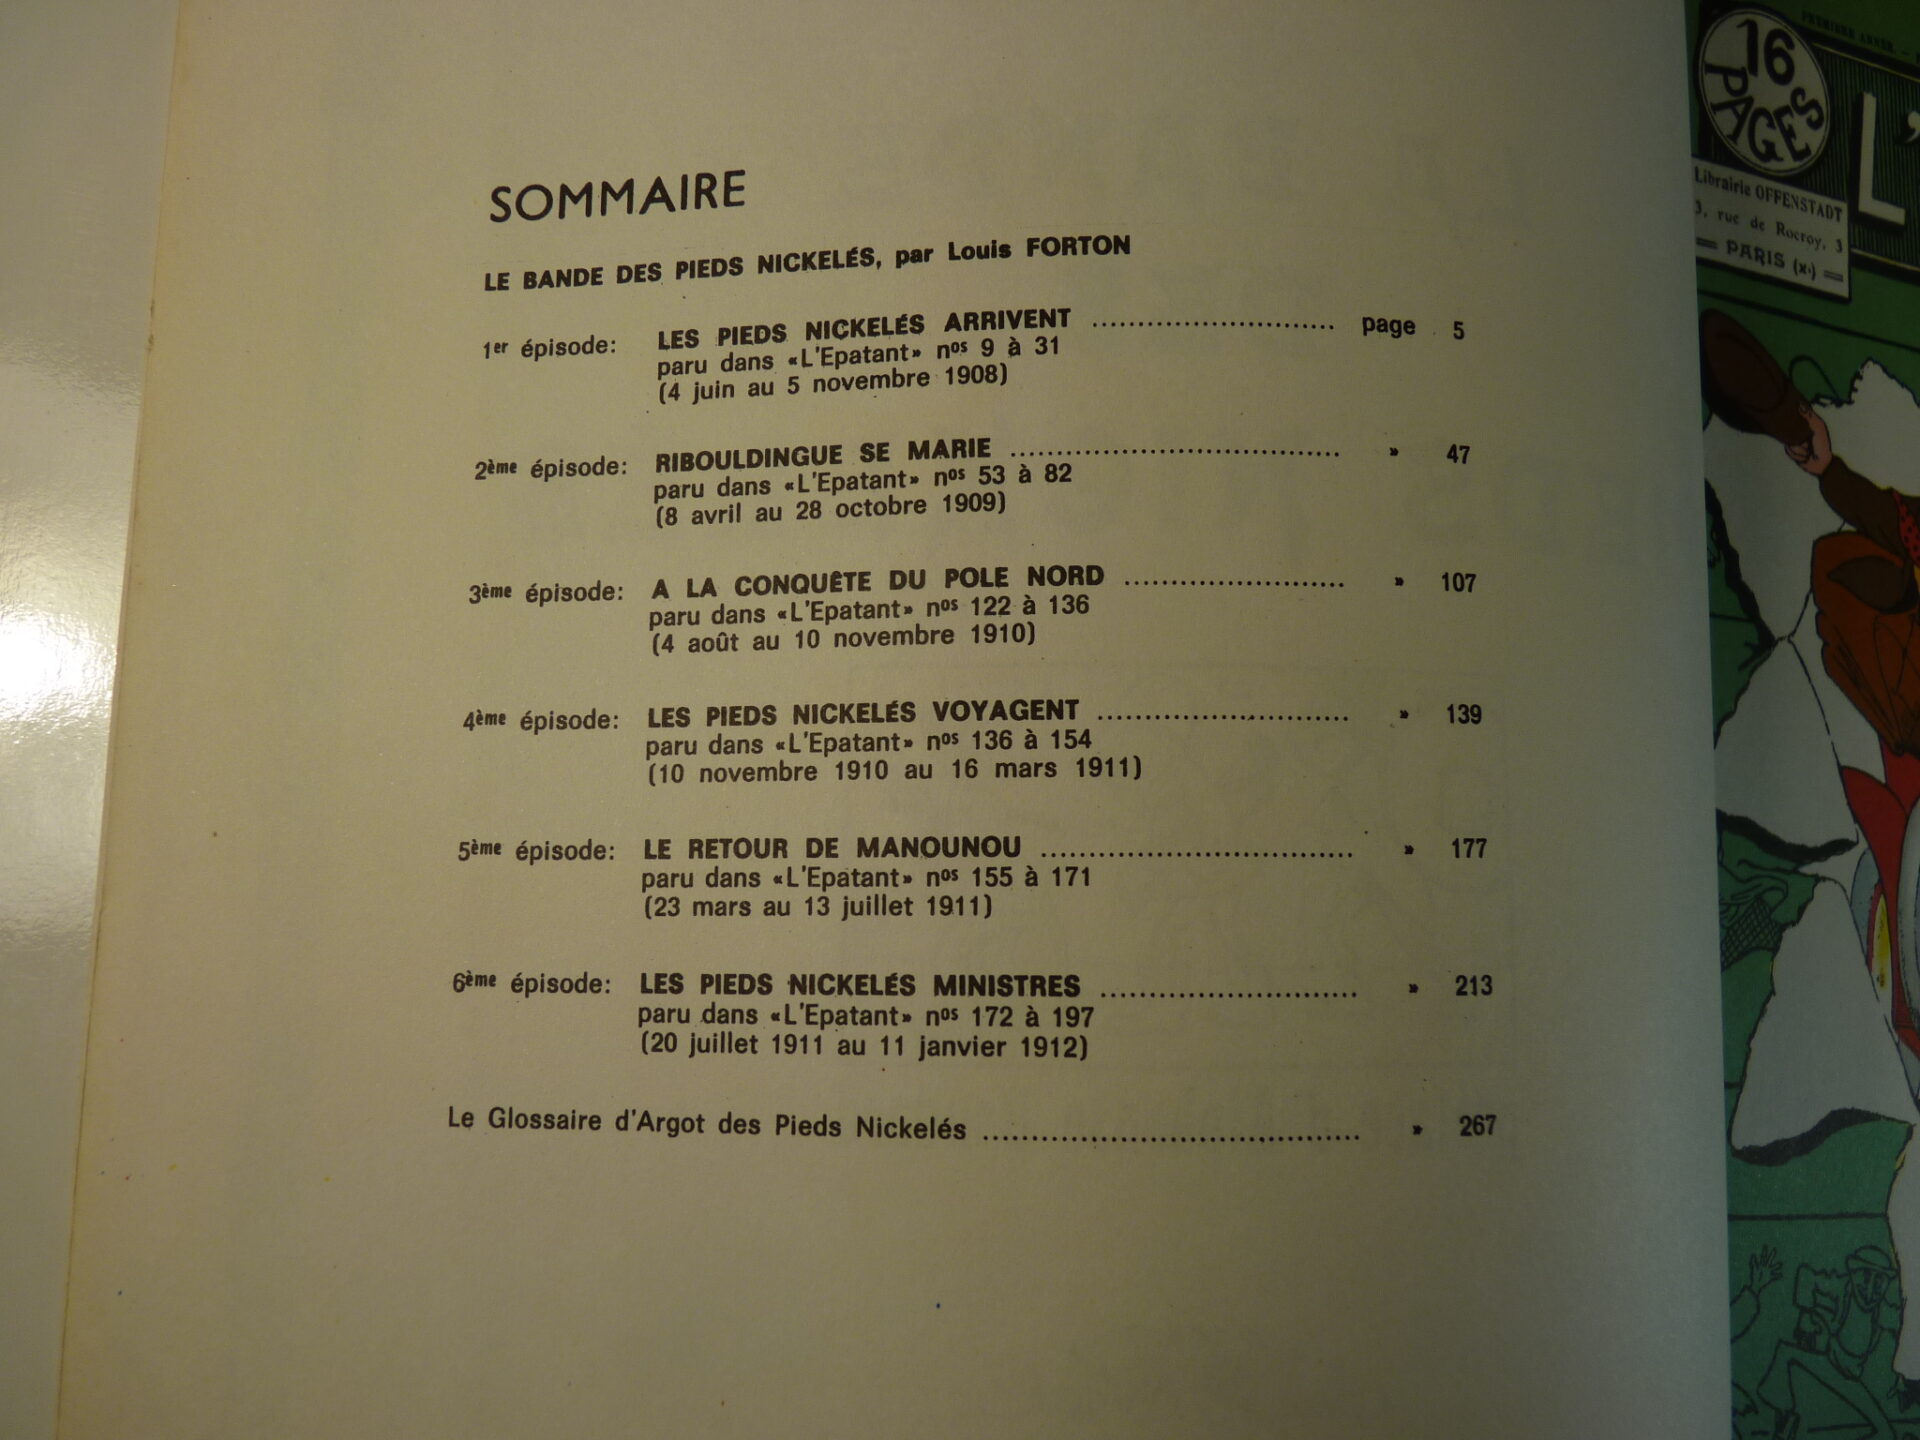 SOMMAIRE
LE BANDE DES PIEDS NICKELÉS, par Louis FORTON
1er épisode: LES PIEDS NICKELÉS ARRIVENT .......................... page 5
paru dans «L'Epatant» nos 9 à 31
(4 juin au 5 novembre 1908)
2ème épisode: RIBOULDINGUE SE MARIE .................................... » 47
paru dans «L'Epatant» nos 53 à 82
(8 avril au 28 octobre 1909)
3ème épisode: A LA CONQUÊTE DU POLE NORD ........................ » 107
paru dans «L'Epatant» nos 122 à 136
(4 août au 10 novembre 1910)
4ème épisode: LES PIEDS NICKELÉS VOYAGENT ........................... » 139
paru dans «L'Epatant» nos 136 à 154
(10 novembre 1910 au 16 mars 1911)
5ème épisode: LE RETOUR DE MANOUNOU .................................. » 177
paru dans «L'Epatant» nos 155 à 171
(23 mars au 13 juillet 1911)
6ème épisode: LES PIEDS NICKELÉS MINISTRES ............................ » 213
paru dans «L'Epatant» nos 172 à 197
(20 juillet 1911 au 11 janvier 1912)
Le Glossaire d'Argot des Pieds Nickelés ......................................... » 267
PREMIÈRE ANNÉE. —
16
PAGES
L'
Librairie OFFENSTADT
3, rue de Rocroy, 3
PARIS (Xe)